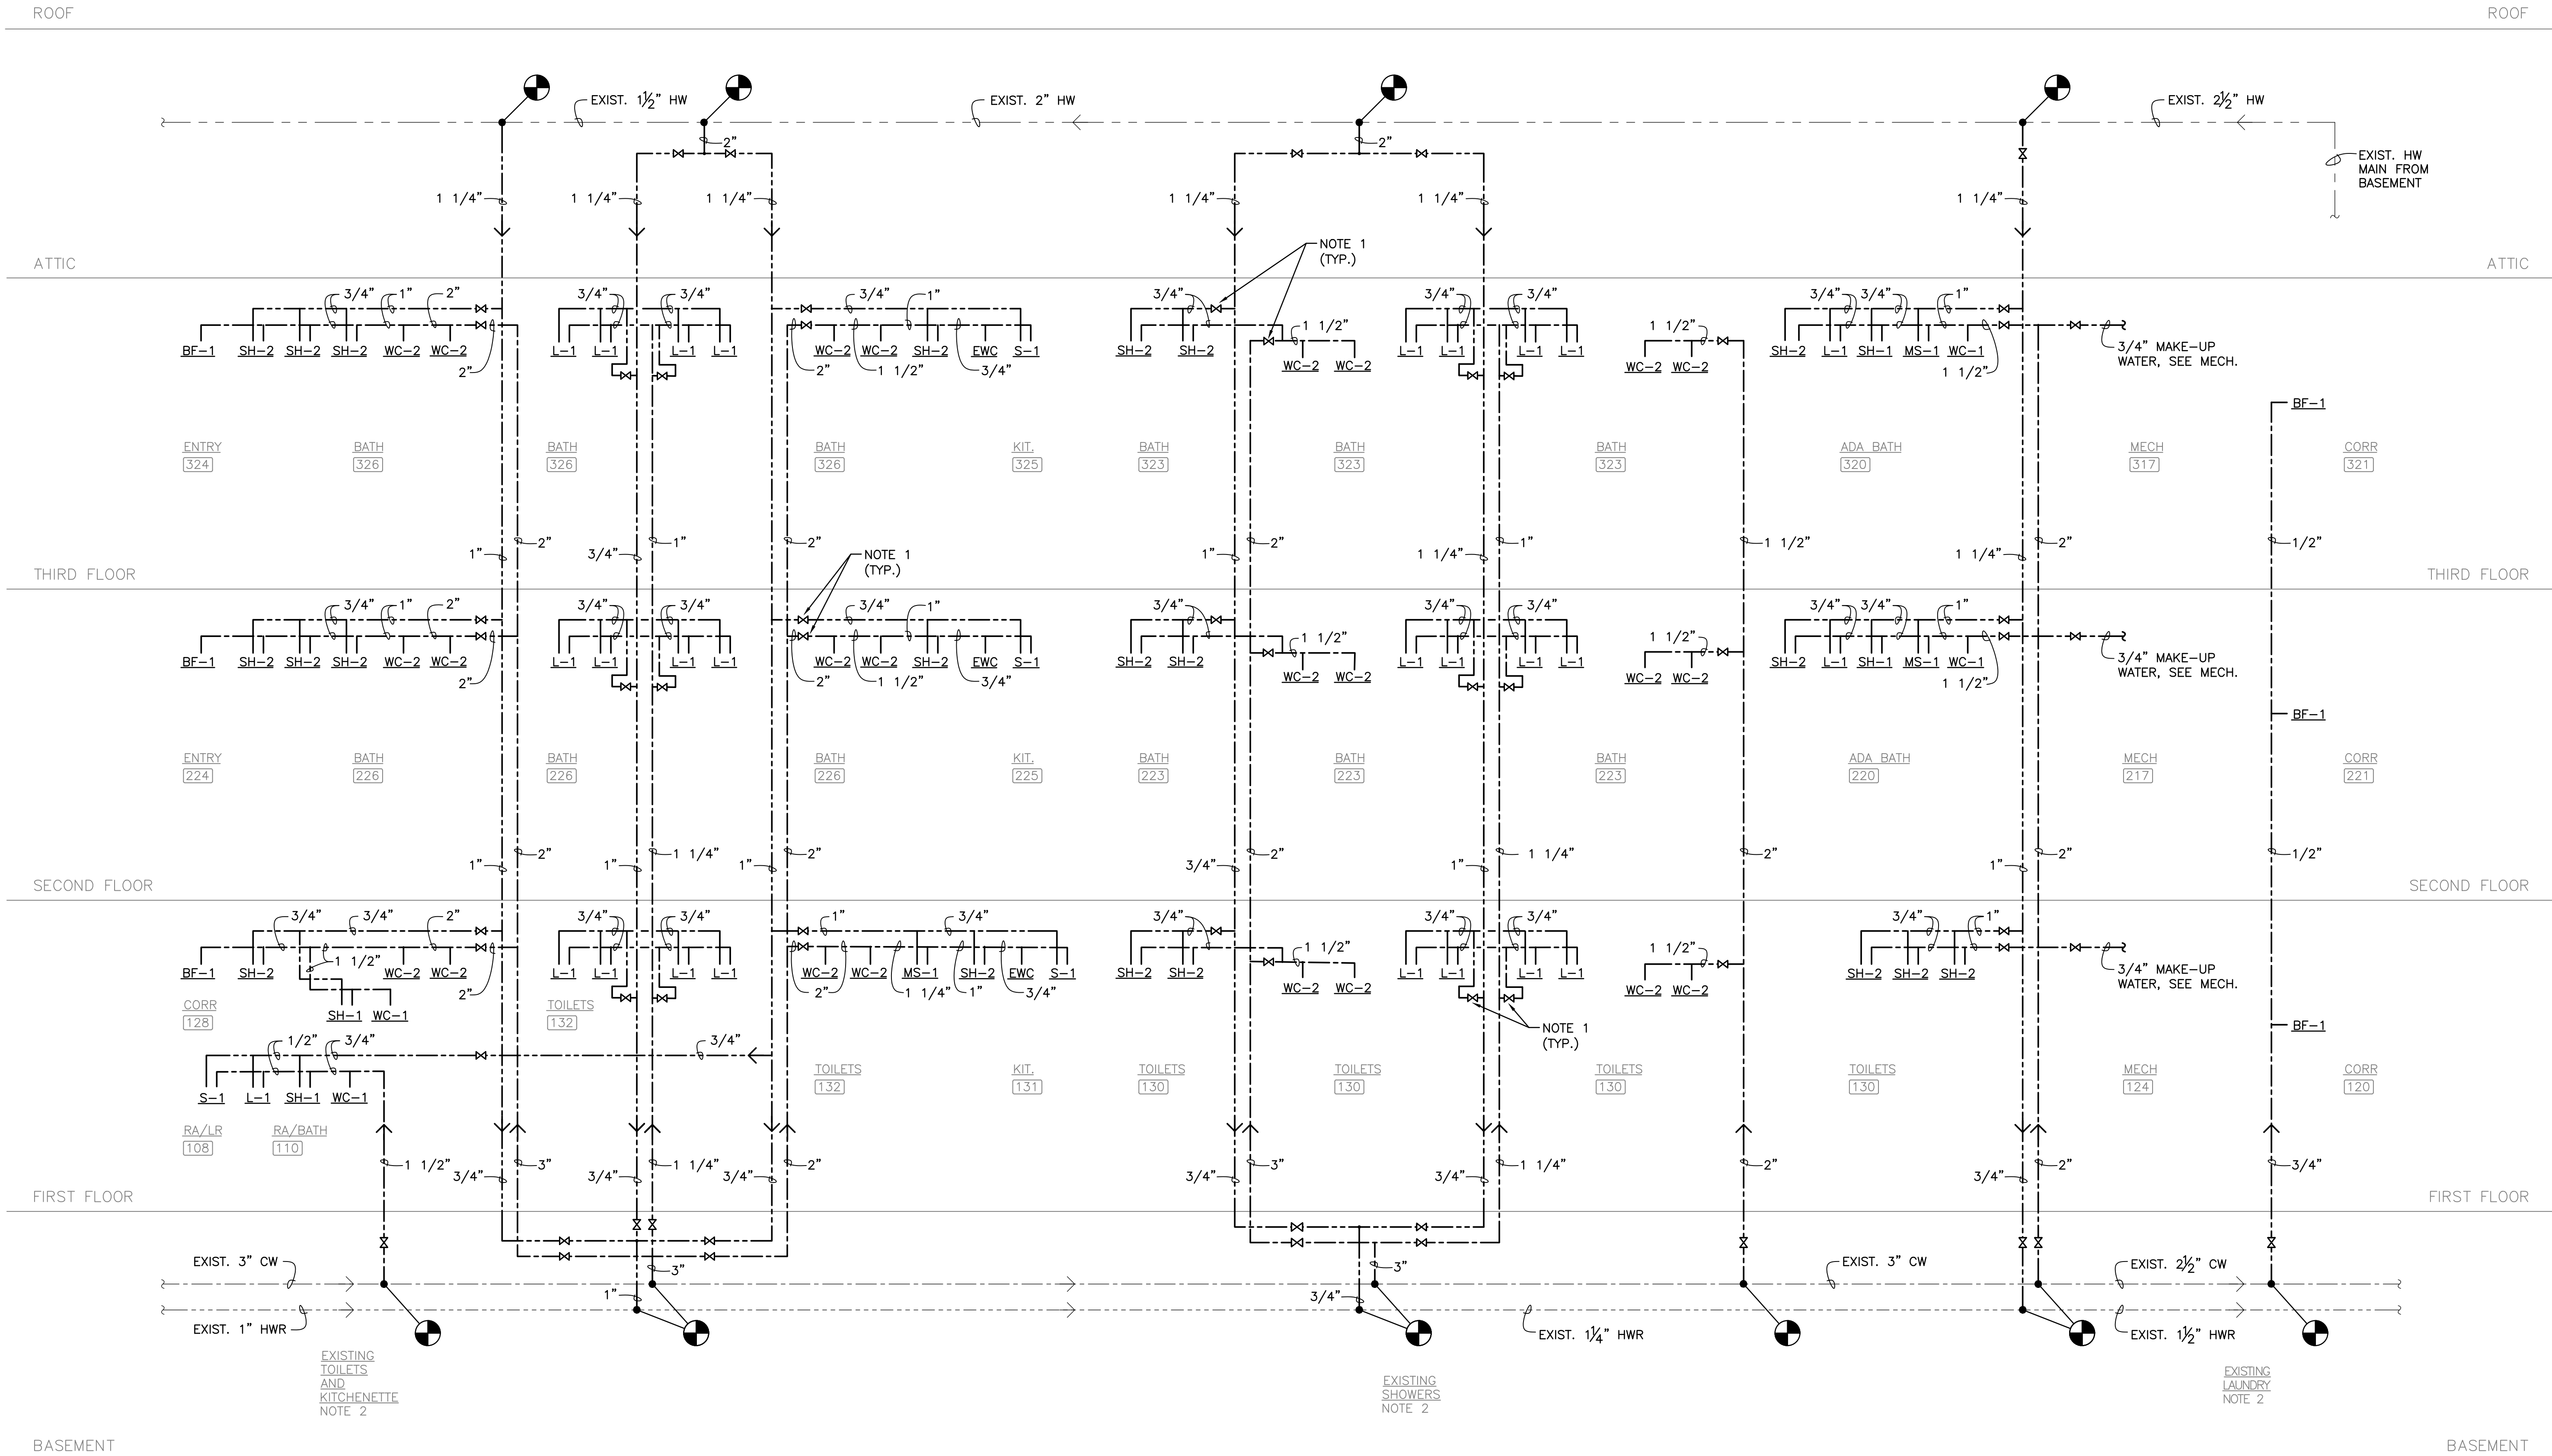 ROOF
ROOF
EXIST. 1½" HW
EXIST. 2" HW
EXIST. 2½" HW
2"
2"
EXIST. HW
MAIN FROM
BASEMENT
1 1/4"
1 1/4"
1 1/4"
1 1/4"
1 1/4"
1 1/4"
NOTE 1
(TYP.)
ATTIC
ATTIC
3/4"
1"
2"
3/4"
3/4"
3/4"
1"
3/4"
3/4"
3/4"
3/4"
3/4"
1"
1 1/2"
1 1/2"
BF-1
SH-2
SH-2
SH-2
WC-2
WC-2
L-1
L-1
L-1
L-1
WC-2
WC-2
SH-2
EWC
S-1
SH-2
SH-2
L-1
L-1
L-1
L-1
SH-2
L-1
SH-1
MS-1
WC-1
3/4" MAKE-UP
WATER, SEE MECH.
WC-2
WC-2
WC-2
WC-2
2"
2"
1 1/2"
3/4"
1 1/2"
BF-1
ENTRY
324
BATH
326
BATH
326
BATH
326
KIT.
325
BATH
323
BATH
323
BATH
323
ADA BATH
320
MECH
317
CORR
321
1"
2"
3/4"
1"
2"
NOTE 1
(TYP.)
1"
2"
1 1/4"
1"
1 1/2"
1 1/4"
2"
1/2"
THIRD FLOOR
THIRD FLOOR
3/4"
1"
2"
3/4"
3/4"
3/4"
1"
3/4"
3/4"
3/4"
3/4"
3/4"
1"
1 1/2"
1 1/2"
BF-1
SH-2
SH-2
SH-2
WC-2
WC-2
L-1
L-1
L-1
L-1
WC-2
WC-2
SH-2
EWC
S-1
SH-2
SH-2
L-1
L-1
L-1
L-1
SH-2
L-1
SH-1
MS-1
WC-1
3/4" MAKE-UP
WATER, SEE MECH.
WC-2
WC-2
WC-2
WC-2
2"
2"
1 1/2"
3/4"
1 1/2"
BF-1
ENTRY
224
BATH
226
BATH
226
BATH
226
KIT.
225
BATH
223
BATH
223
BATH
223
ADA BATH
220
MECH
217
CORR
221
1"
2"
1"
1 1/4"
1"
2"
3/4"
2"
1"
1 1/4"
2"
1"
2"
1/2"
SECOND FLOOR
SECOND FLOOR
3/4"
3/4"
2"
3/4"
3/4"
1"
3/4"
3/4"
3/4"
3/4"
3/4"
1"
1 1/2"
1 1/2"
1 1/2"
BF-1
SH-2
WC-2
WC-2
L-1
L-1
L-1
L-1
WC-2
WC-2
MS-1
SH-2
EWC
S-1
SH-2
SH-2
L-1
L-1
L-1
L-1
SH-2
SH-2
SH-2
3/4" MAKE-UP
WATER, SEE MECH.
WC-2
WC-2
WC-2
WC-2
2"
2"
1 1/4"
1"
3/4"
CORR
128
SH-1
WC-1
TOILETS
132
NOTE 1
(TYP.)
BF-1
1/2"
3/4"
3/4"
TOILETS
132
KIT.
131
TOILETS
130
TOILETS
130
TOILETS
130
TOILETS
130
MECH
124
CORR
120
S-1
L-1
SH-1
WC-1
RA/LR
108
RA/BATH
110
1 1/2"
3/4"
3"
3/4"
1 1/4"
3/4"
2"
3/4"
3"
3/4"
1 1/4"
2"
3/4"
2"
3/4"
FIRST FLOOR
FIRST FLOOR
EXIST. 3" CW
3"
3"
EXIST. 3" CW
EXIST. 2½" CW
1"
3/4"
EXIST. 1" HWR
EXIST. 1¼" HWR
EXIST. 1½" HWR
EXISTING
TOILETS
AND
KITCHENETTE
NOTE 2
EXISTING
SHOWERS
NOTE 2
EXISTING
LAUNDRY
NOTE 2
BASEMENT
BASEMENT